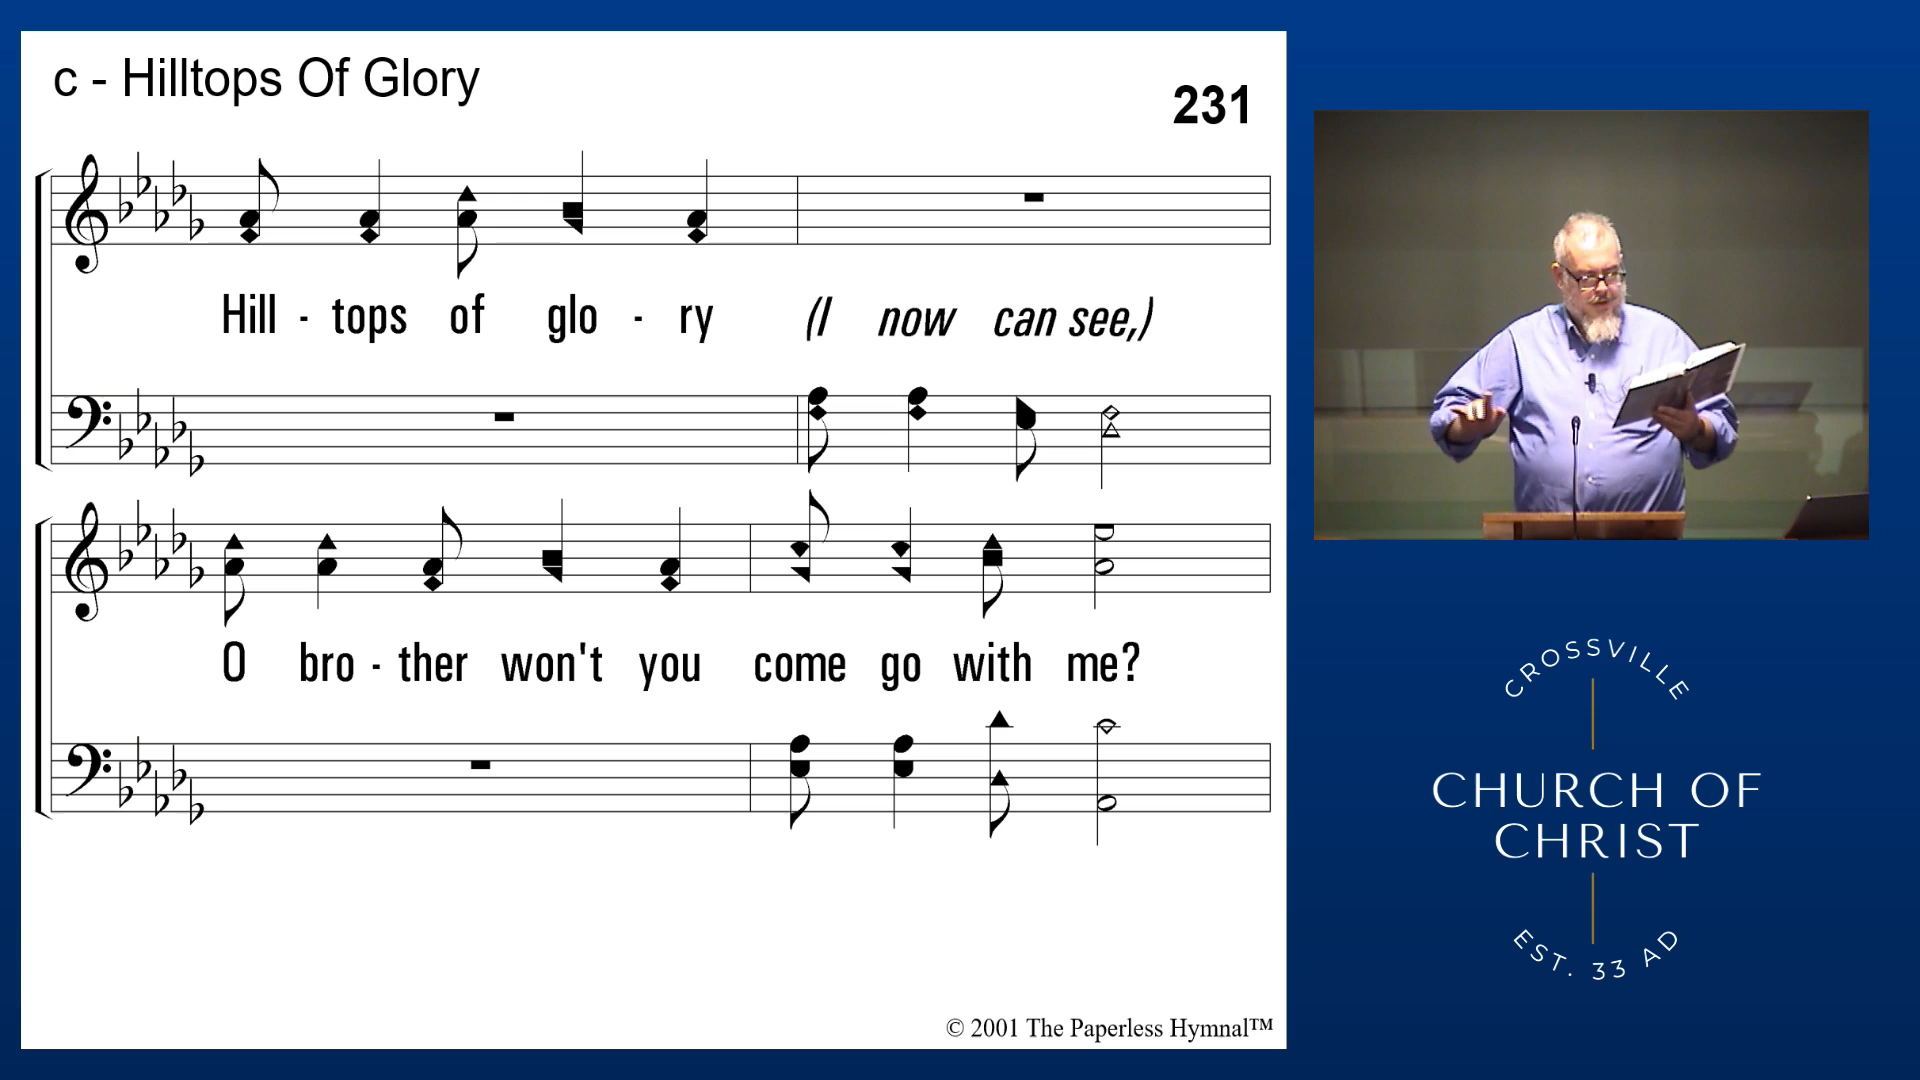 c - Hilltops Of Glory
231
Hill - tops of glo - ry (I now can see,)
O bro - ther won't you come go with me?
© 2001 The Paperless Hymnal™
CROSSVILLE
CHURCH OF
CHRIST
EST. 33 AD